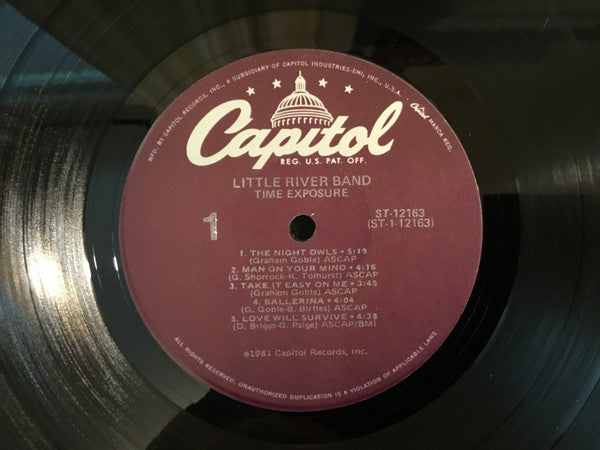 MFD. BY CAPITOL RECORDS, INC., A SUBSIDIARY OF CAPITOL INDUSTRIES-EMI, INC., U.S.A.
Capitol MARCA REG.
Capitol
REG. U.S. PAT. OFF.
LITTLE RIVER BAND
TIME EXPOSURE
1
ST-12163
(ST-1-12163)
1. THE NIGHT OWLS • 5:19
(Graham Goble) ASCAP
2. MAN ON YOUR MIND • 4:16
(G. Shorrock-K. Tolhurst) ASCAP
3. TAKE IT EASY ON ME • 3:45
(Graham Goble) ASCAP
4. BALLERINA • 4:04
(G. Goble-B. Birtles) ASCAP
5. LOVE WILL SURVIVE • 4:38
(D. Briggs-G. Paige) ASCAP/BMI
℗1981 Capitol Records, Inc.
ALL RIGHTS RESERVED. UNAUTHORIZED DUPLICATION IS A VIOLATION OF APPLICABLE LAWS